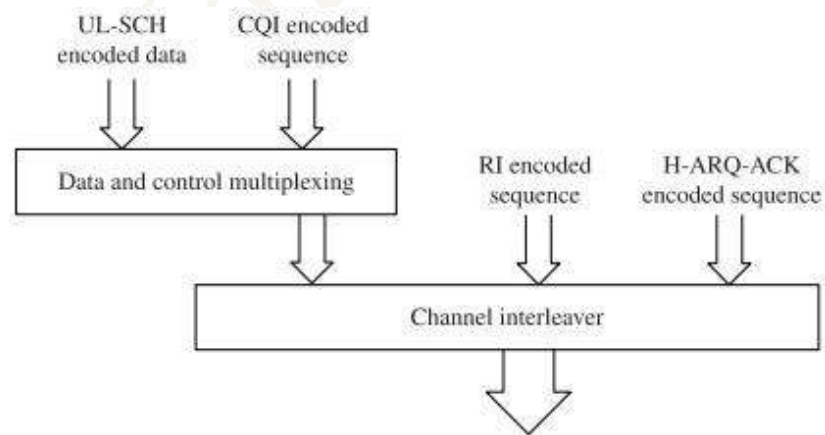 UL-SCH
encoded data
CQI encoded
sequence
Data and control multiplexing
RI encoded
sequence
H-ARQ-ACK
encoded sequence
Channel interleaver